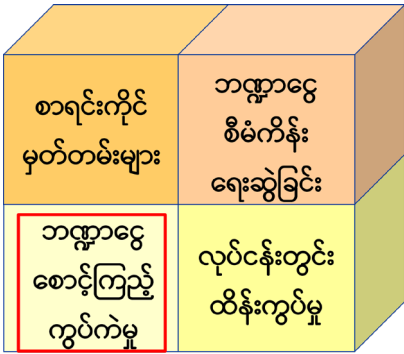 စာရင်းကိုင်
မှတ်တမ်းများ
ဘဏ္ဍာငွေ
စီမံကိန်း
ရေးဆွဲခြင်း
ဘဏ္ဍာငွေ
စောင့်ကြည့်
ကွပ်ကဲမှု
လုပ်ငန်းတွင်း
ထိန်းကွပ်မှု